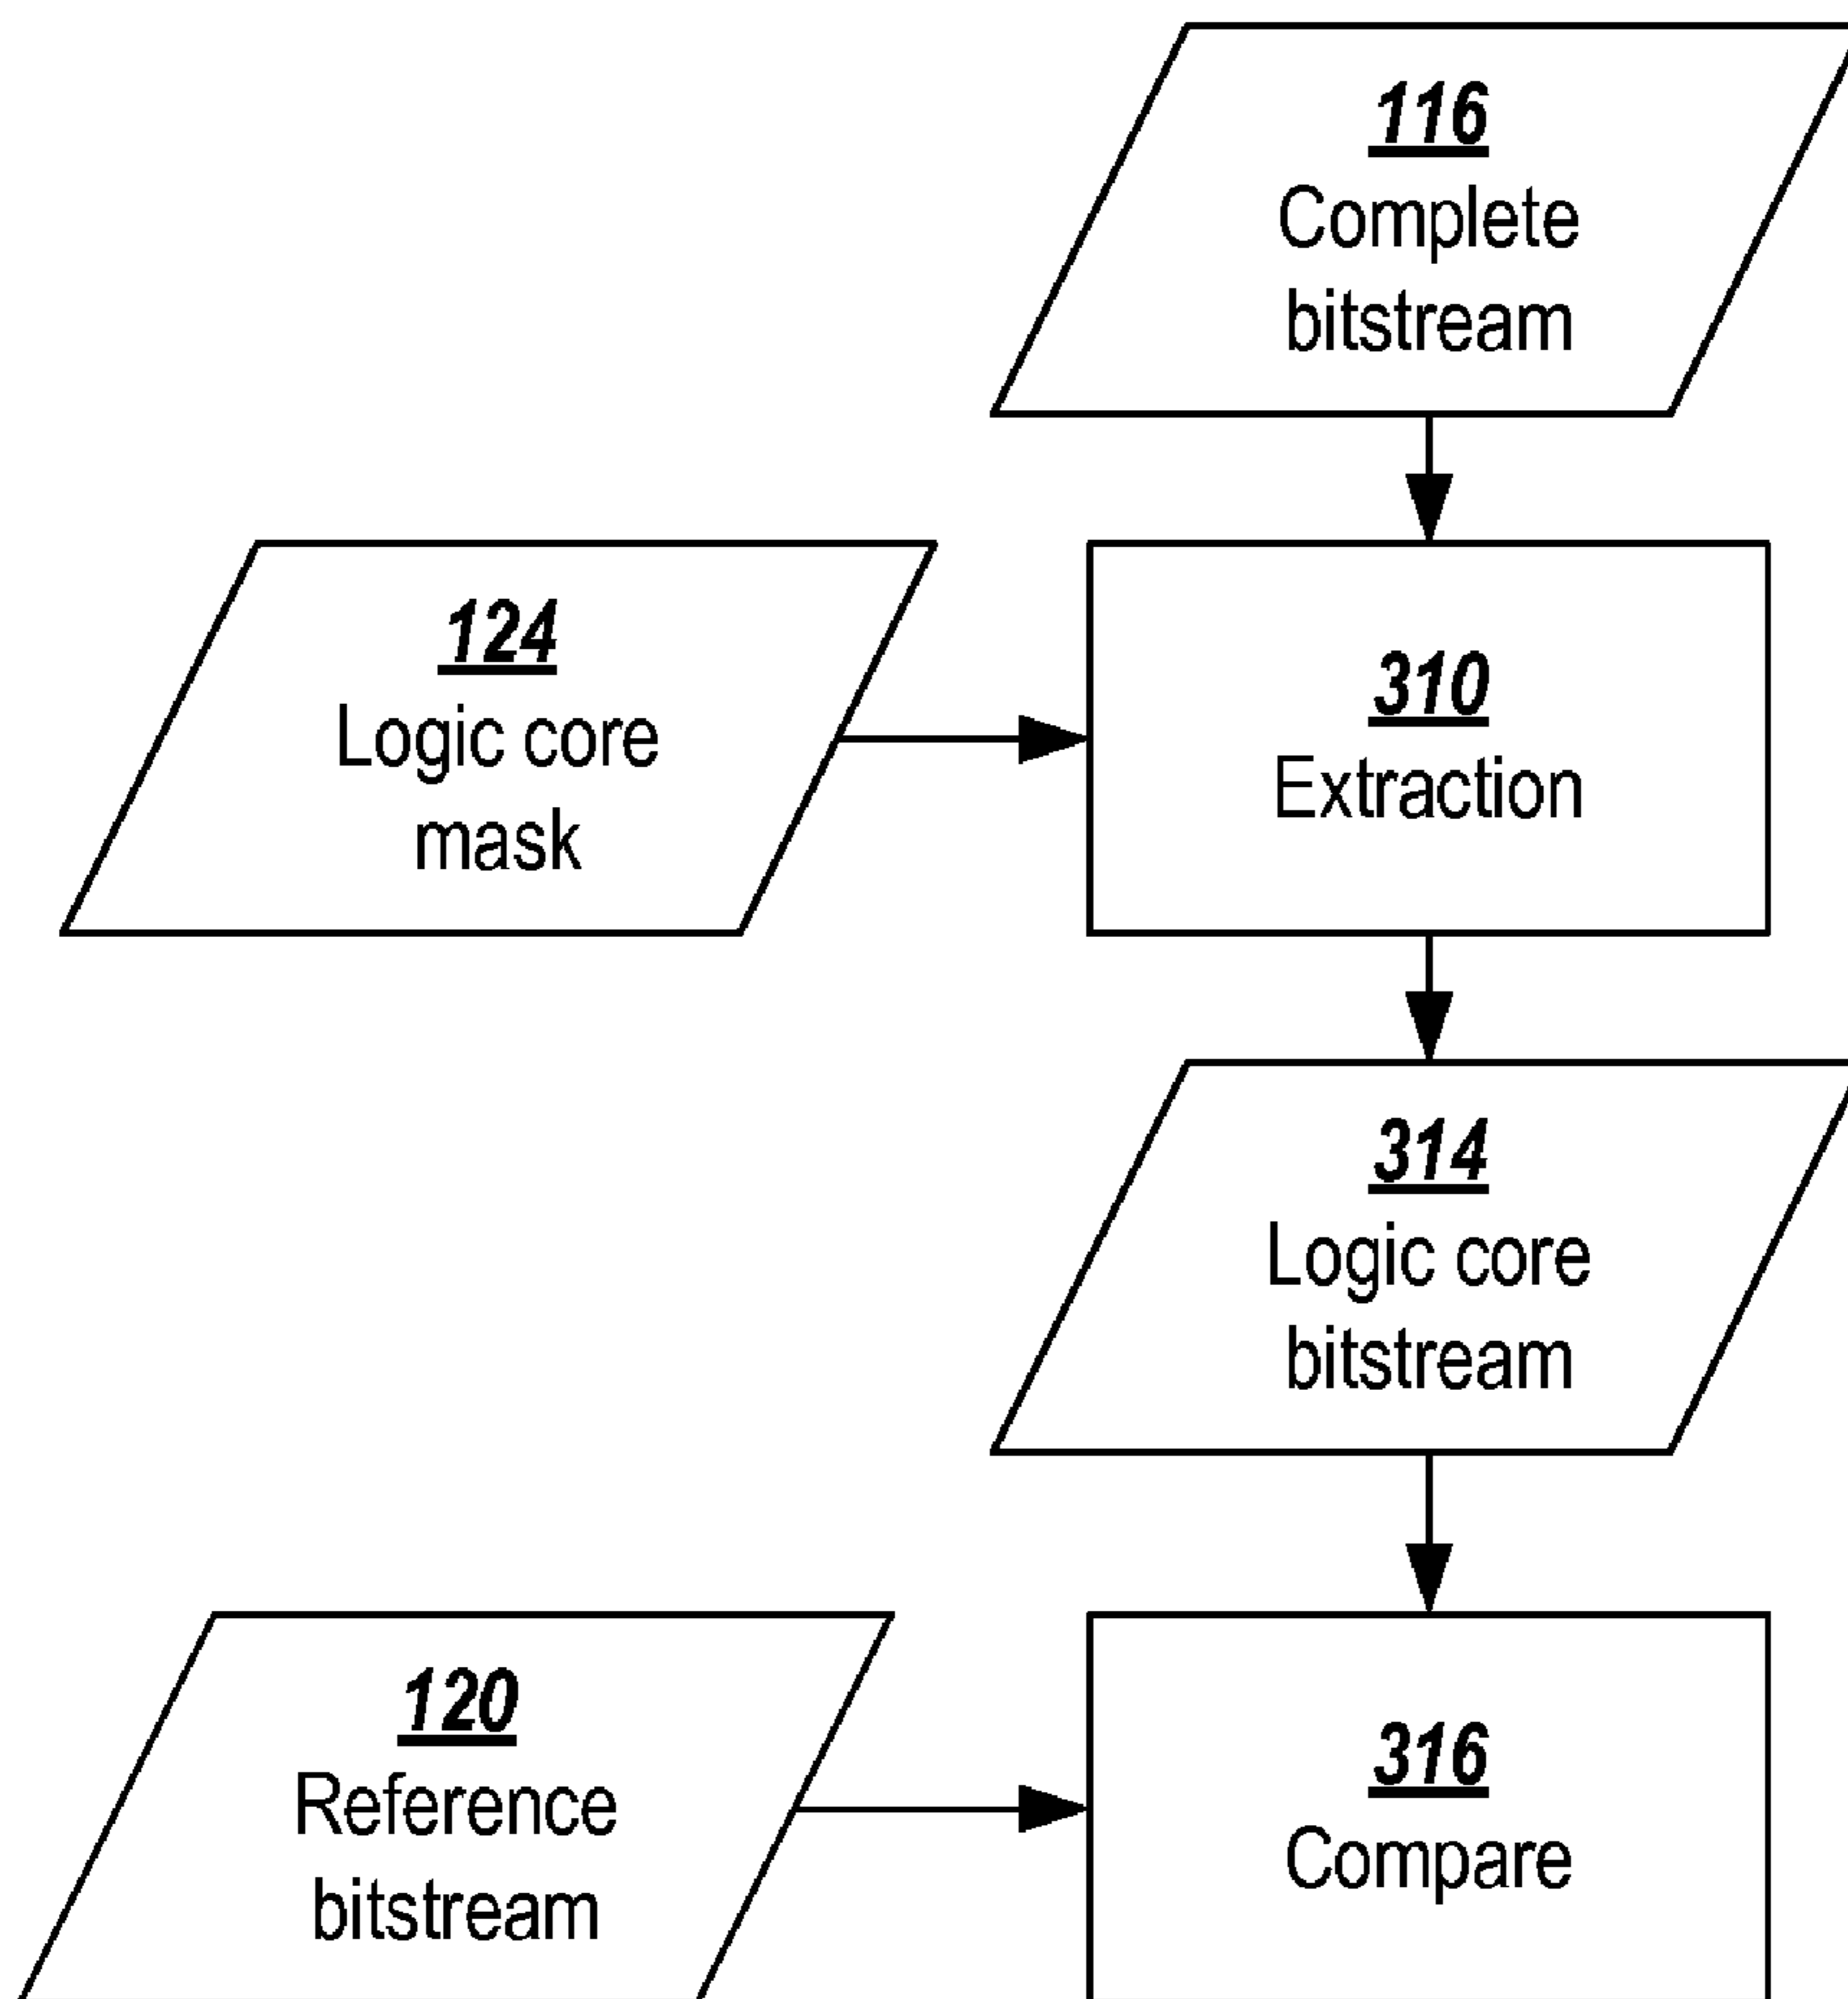 116
Complete
bitstream
124
Logic core
mask
310
Extraction
314
Logic core
bitstream
120
Reference
bitstream
316
Compare